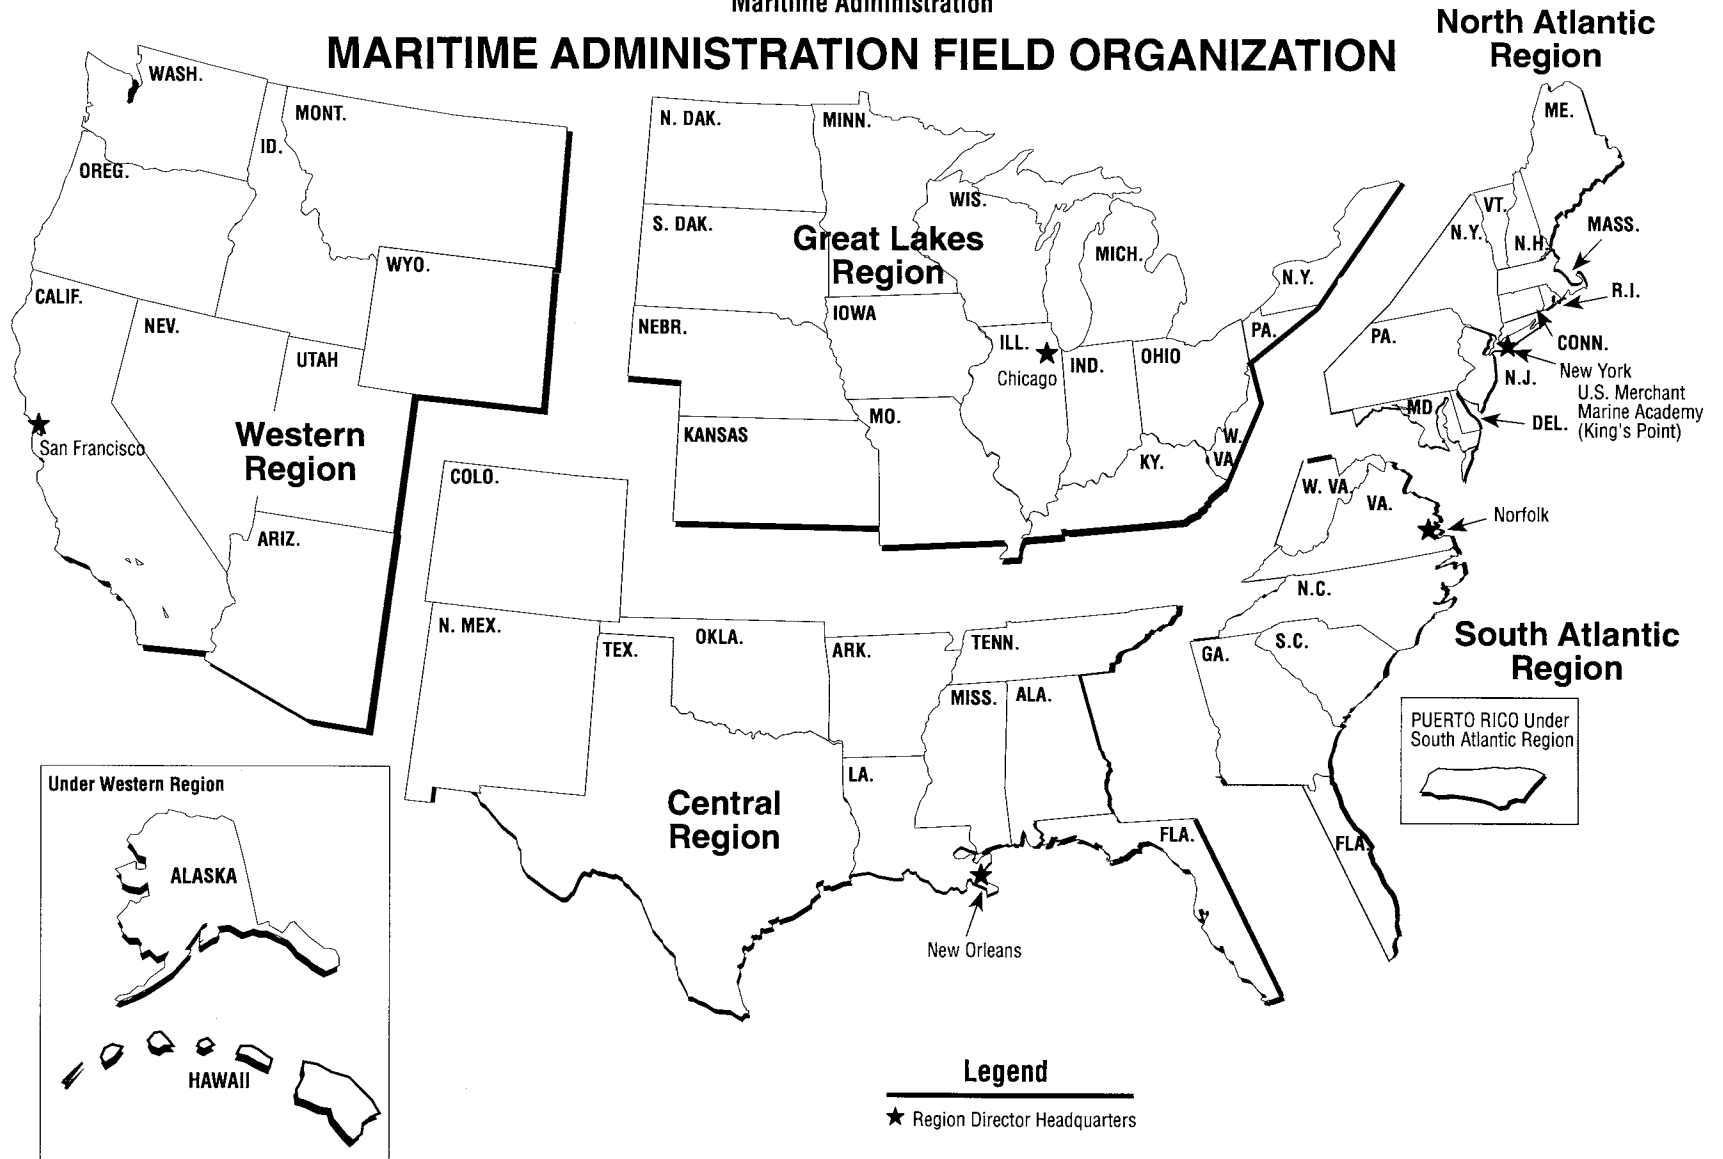 Maritime Administration
MARITIME ADMINISTRATION FIELD ORGANIZATION
North Atlantic
Region
WASH.
MONT.
ID.
OREG.
WYO.
CALIF.
NEV.
UTAH
San Francisco
Western
Region
ARIZ.
N. DAK.
MINN.
S. DAK.
WIS.
Great Lakes
Region
MICH.
N.Y.
NEBR.
IOWA
ILL.
Chicago
IND.
OHIO
PA.
KANSAS
MO.
KY.
W.
VA.
ME.
VT.
N.Y.
N.H.
MASS.
R.I.
CONN.
PA.
N.J.
New York
U.S. Merchant
Marine Academy
(King's Point)
MD
DEL.
W. VA.
VA.
Norfolk
N.C.
South Atlantic
Region
GA.
S.C.
FLA.
PUERTO RICO Under
South Atlantic Region
COLO.
N. MEX.
TEX.
OKLA.
ARK.
TENN.
MISS.
ALA.
LA.
Central
Region
FLA.
New Orleans
Under Western Region
ALASKA
HAWAII
Legend
Region Director Headquarters